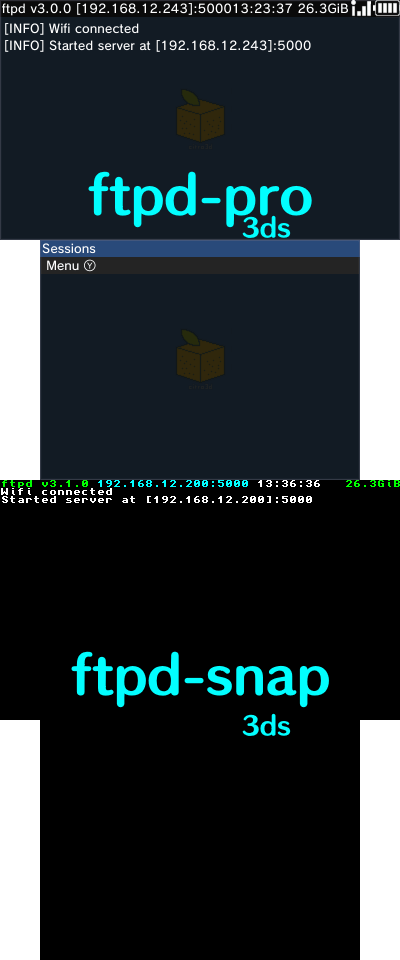 ftpd v3.0.0 [192.168.12.243]:5000 13:23:37 26.3GiB
[INFO] Wifi connected
[INFO] Started server at [192.168.12.243]:5000
ftpd-pro
3ds
Sessions
Menu Ⓨ
ftpd v3.1.0 192.168.12.200:5000 13:36:36 26.3GiB
Wifi connected
Started server at [192.168.12.200]:5000
ftpd-snap
3ds